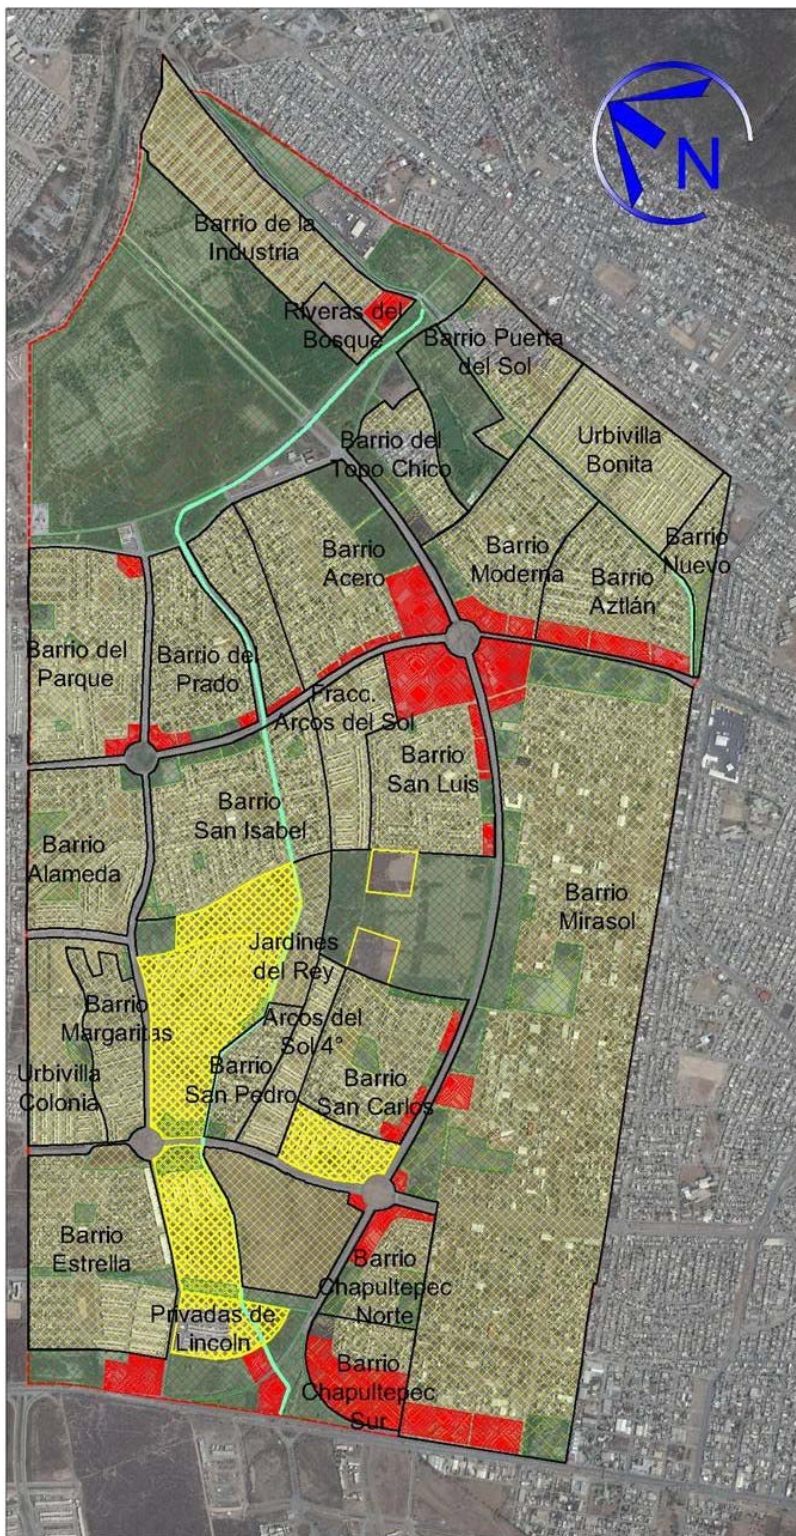 N
Barrio de la
Industria
Riveras del
Bosque
Barrio Puerta
del Sol
Barrio del
Topo Chico
Urbivilla
Bonita
Barrio
Nuevo
Barrio
Acero
Barrio
Moderna
Barrio
Aztlán
Barrio del
Parque
Barrio del
Prado
Fracc.
Arcos del Sol
Barrio
San Luis
Barrio
San Isabel
Barrio
Alameda
Barrio
Mirasol
Jardines
del Rey
Barrio
Margaritas
Arcos del
Sol 4°
Urbivilla
Colonia
Barrio
San Pedro
Barrio
San Carlos
Barrio
Estrella
Barrio
Chapultepec
Norte
Privadas de
Lincoln
Barrio
Chapultepec
Sur